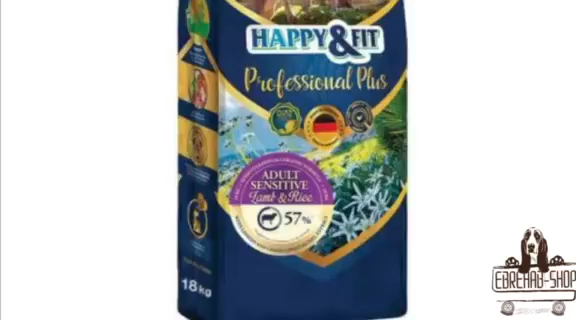 HAPPY&FIT
Professional Plus
ADULT
SENSITIVE
Lamb & Rice
57%
18kg
EBREHAB-SHOP